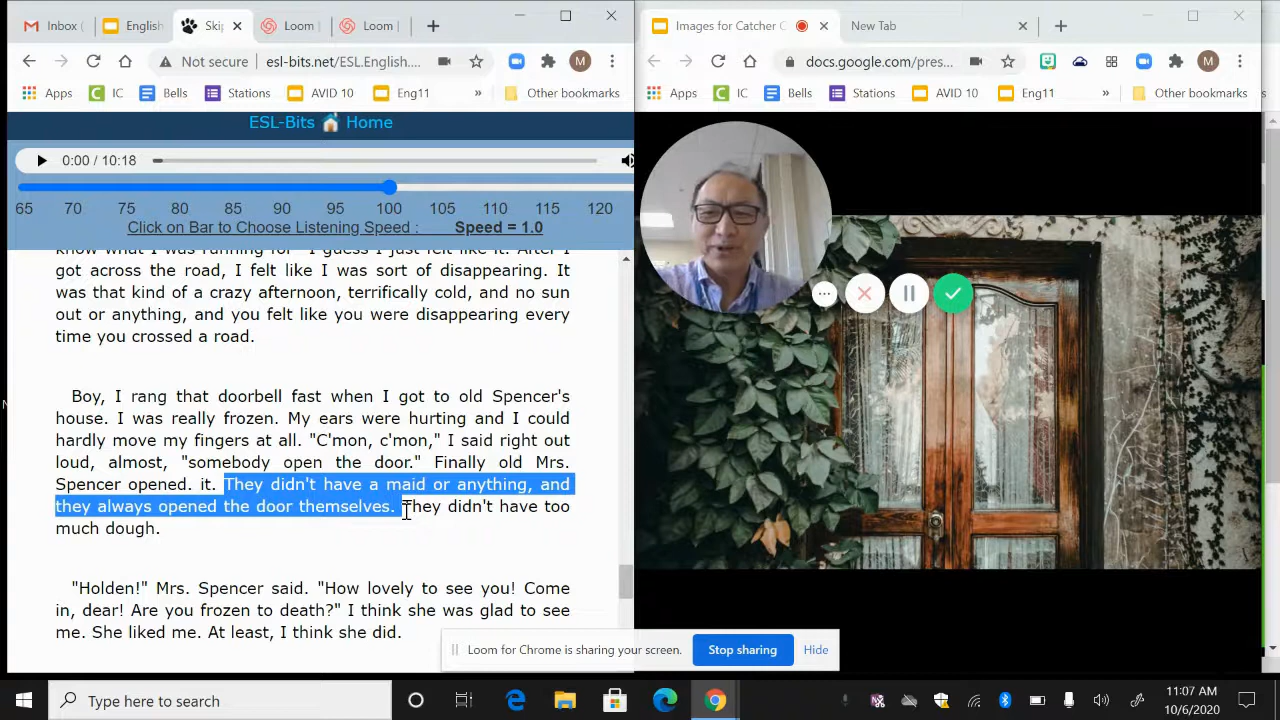 Inbox (
English
Skip
Loom
Loom
Not secure
esl-bits.net/ESL.English....
M
Apps
IC
Bells
Stations
AVID 10
Eng11
»
Other bookmarks
ESL-Bits Home
0:00 / 10:18
65 70 75 80 85 90 95 100 105 110 115 120
Click on Bar to Choose Listening Speed : Speed = 1.0
know what I was running for—I guess I just felt like it. After I
got across the road, I felt like I was sort of disappearing. It
was that kind of a crazy afternoon, terrifically cold, and no sun
out or anything, and you felt like you were disappearing every
time you crossed a road.
Boy, I rang that doorbell fast when I got to old Spencer's
house. I was really frozen. My ears were hurting and I could
hardly move my fingers at all. "C'mon, c'mon," I said right out
loud, almost, "somebody open the door." Finally old Mrs.
Spencer opened. it. They didn't have a maid or anything, and
they always opened the door themselves. They didn't have too
much dough.
"Holden!" Mrs. Spencer said. "How lovely to see you! Come
in, dear! Are you frozen to death?" I think she was glad to see
me. She liked me. At least, I think she did.
Images for Catcher
New Tab
docs.google.com/pres...
M
Apps
IC
Bells
Stations
AVID 10
Eng11
»
Other bookmarks
Loom for Chrome is sharing your screen.
Stop sharing
Hide
Type here to search
11:07 AM
10/6/2020